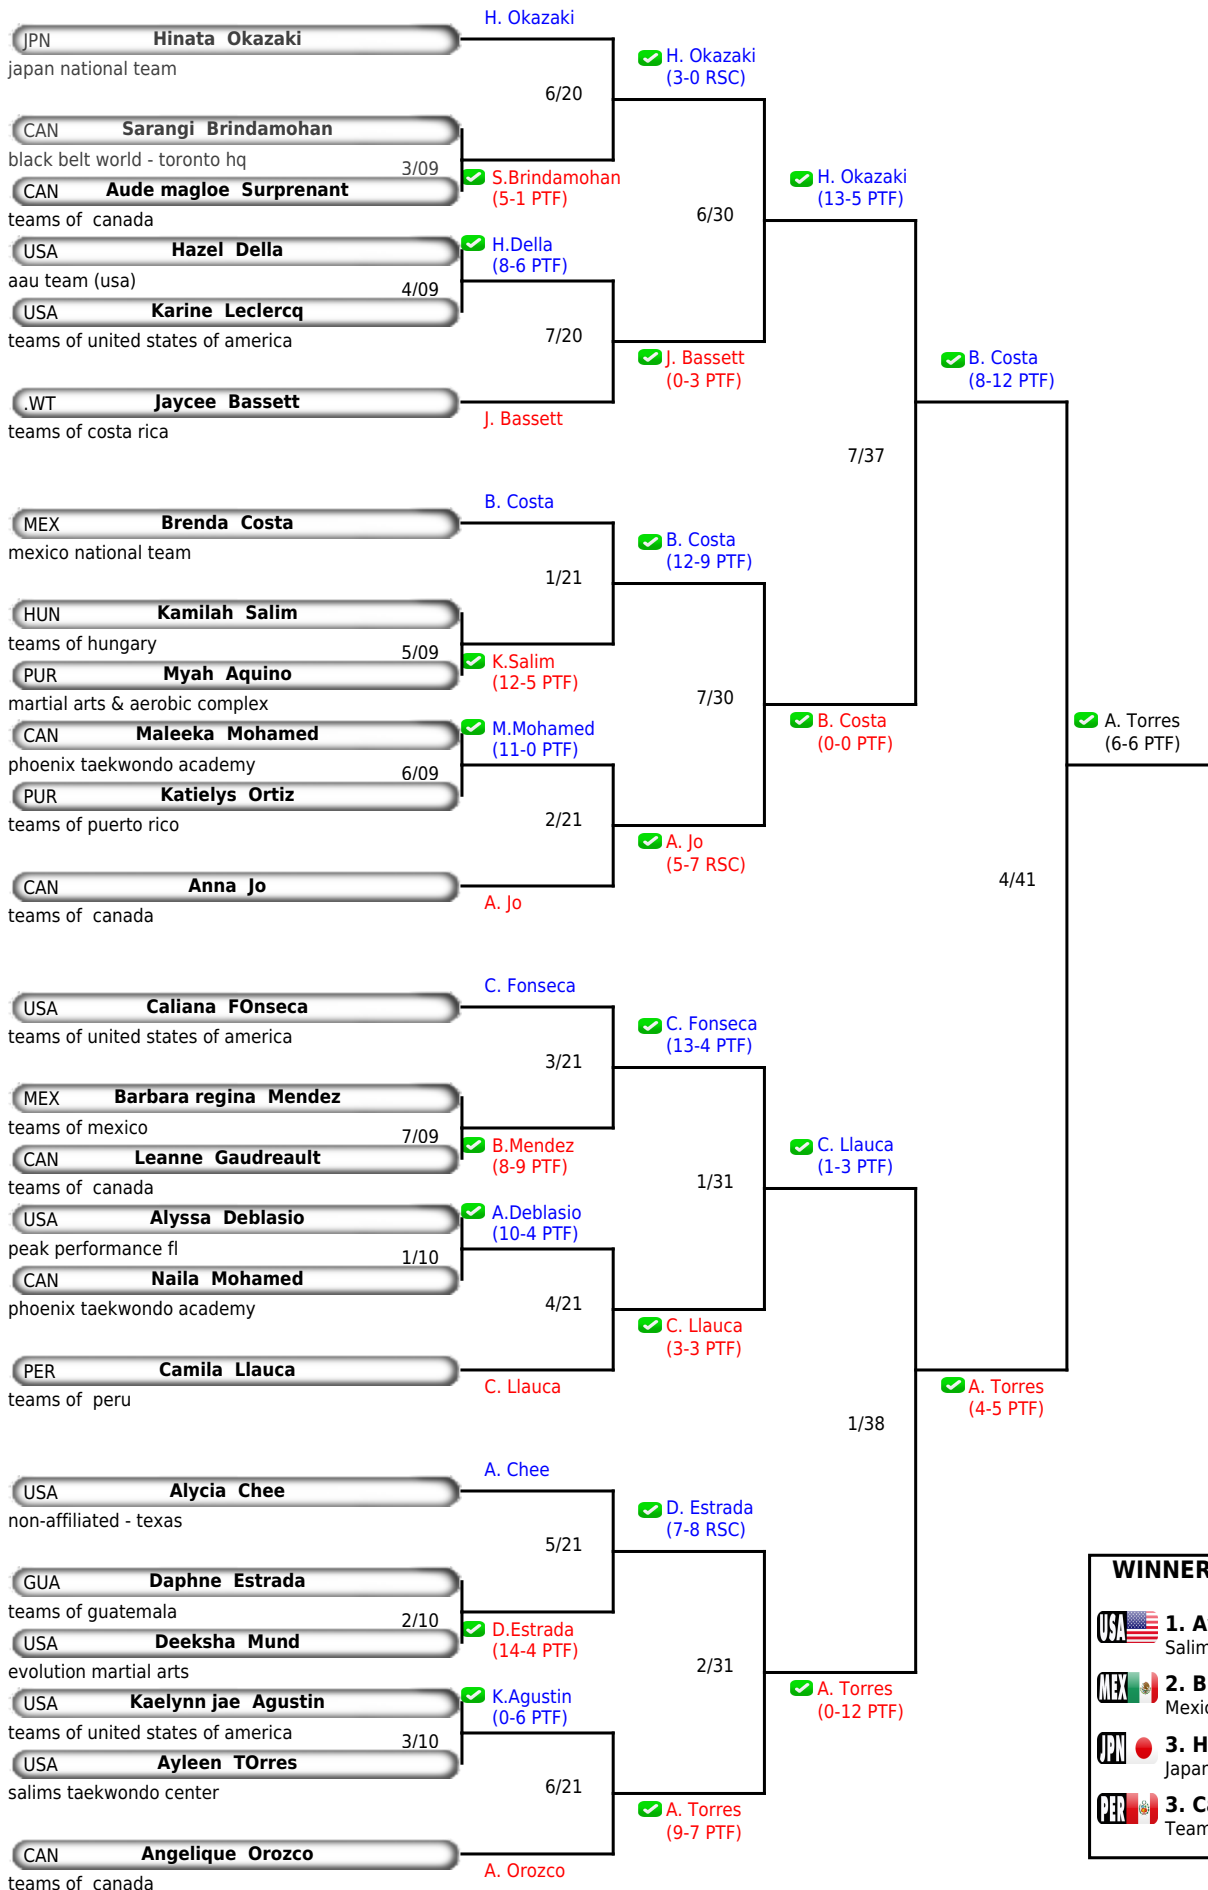 H. Okazaki
JPN Hinata Okazaki
japan national team
H. Okazaki
(3-0 RSC)
6/20
CAN Sarangi Brindamohan
black belt world - toronto hq
3/09
S.Brindamohan
(5-1 PTF)
CAN Aude magloe Surprenant
teams of canada
H. Okazaki
(13-5 PTF)
6/30
USA Hazel Della
aau team (usa)
H.Della
(8-6 PTF)
4/09
USA Karine Leclercq
teams of united states of america
7/20
J. Bassett
(0-3 PTF)
.WT Jaycee Bassett
teams of costa rica
J. Bassett
B. Costa
(8-12 PTF)
7/37
B. Costa
MEX Brenda Costa
mexico national team
B. Costa
(12-9 PTF)
1/21
HUN Kamilah Salim
teams of hungary
5/09
K.Salim
(12-5 PTF)
PUR Myah Aquino
martial arts & aerobic complex
7/30
B. Costa
(0-0 PTF)
CAN Maleeka Mohamed
phoenix taekwondo academy
M.Mohamed
(11-0 PTF)
6/09
PUR Katielys Ortiz
teams of puerto rico
2/21
A. Jo
(5-7 RSC)
CAN Anna Jo
teams of canada
A. Jo
A. Torres
(6-6 PTF)
4/41
C. Fonseca
USA Caliana FOnseca
teams of united states of america
C. Fonseca
(13-4 PTF)
3/21
MEX Barbara regina Mendez
teams of mexico
7/09
B.Mendez
(8-9 PTF)
CAN Leanne Gaudreault
teams of canada
C. Llauca
(1-3 PTF)
1/31
USA Alyssa Deblasio
peak performance fl
A.Deblasio
(10-4 PTF)
1/10
CAN Naila Mohamed
phoenix taekwondo academy
4/21
C. Llauca
(3-3 PTF)
PER Camila Llauca
teams of peru
C. Llauca
A. Torres
(4-5 PTF)
1/38
A. Chee
USA Alycia Chee
non-affiliated - texas
D. Estrada
(7-8 RSC)
5/21
GUA Daphne Estrada
teams of guatemala
2/10
D.Estrada
(14-4 PTF)
USA Deeksha Mund
evolution martial arts
2/31
A. Torres
(0-12 PTF)
USA Kaelynn jae Agustin
teams of united states of america
K.Agustin
(0-6 PTF)
3/10
USA Ayleen TOrres
salims taekwondo center
6/21
A. Torres
(9-7 PTF)
CAN Angelique Orozco
teams of canada
A. Orozco
WINNER
USA 1. A
Salim
MEX 2. B
Mexic
JPN 3. H
Japan
PER 3. Ca
Team